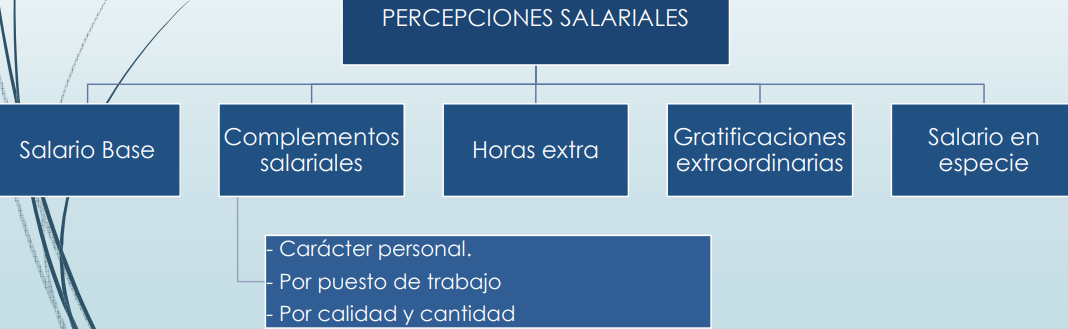 PERCEPCIONES SALARIALES
Salario Base
Complementos
salariales
Horas extra
Gratificaciones
extraordinarias
Salario en
especie
- Carácter personal.
- Por puesto de trabajo
- Por calidad y cantidad